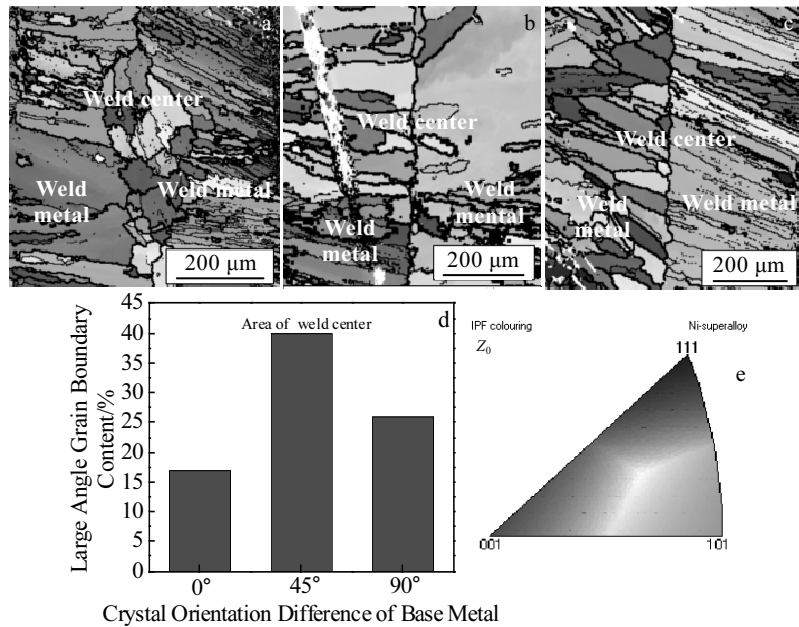 a
Weld center
Weld metal
Weld
metal
200 μm
b
Weld center
Weld
metal
Weld
mental
200 μm
c
Weld center
Weld
metal
Weld metal
200 μm
Large Angle Grain Boundary
Content/%
45
40
35
30
25
20
15
10
5
0
Area of weld center
d
0°
45°
90°
Crystal Orientation Difference of Base Metal
IPF colouring
Ni-superalloy
Z0
111
e
001
101